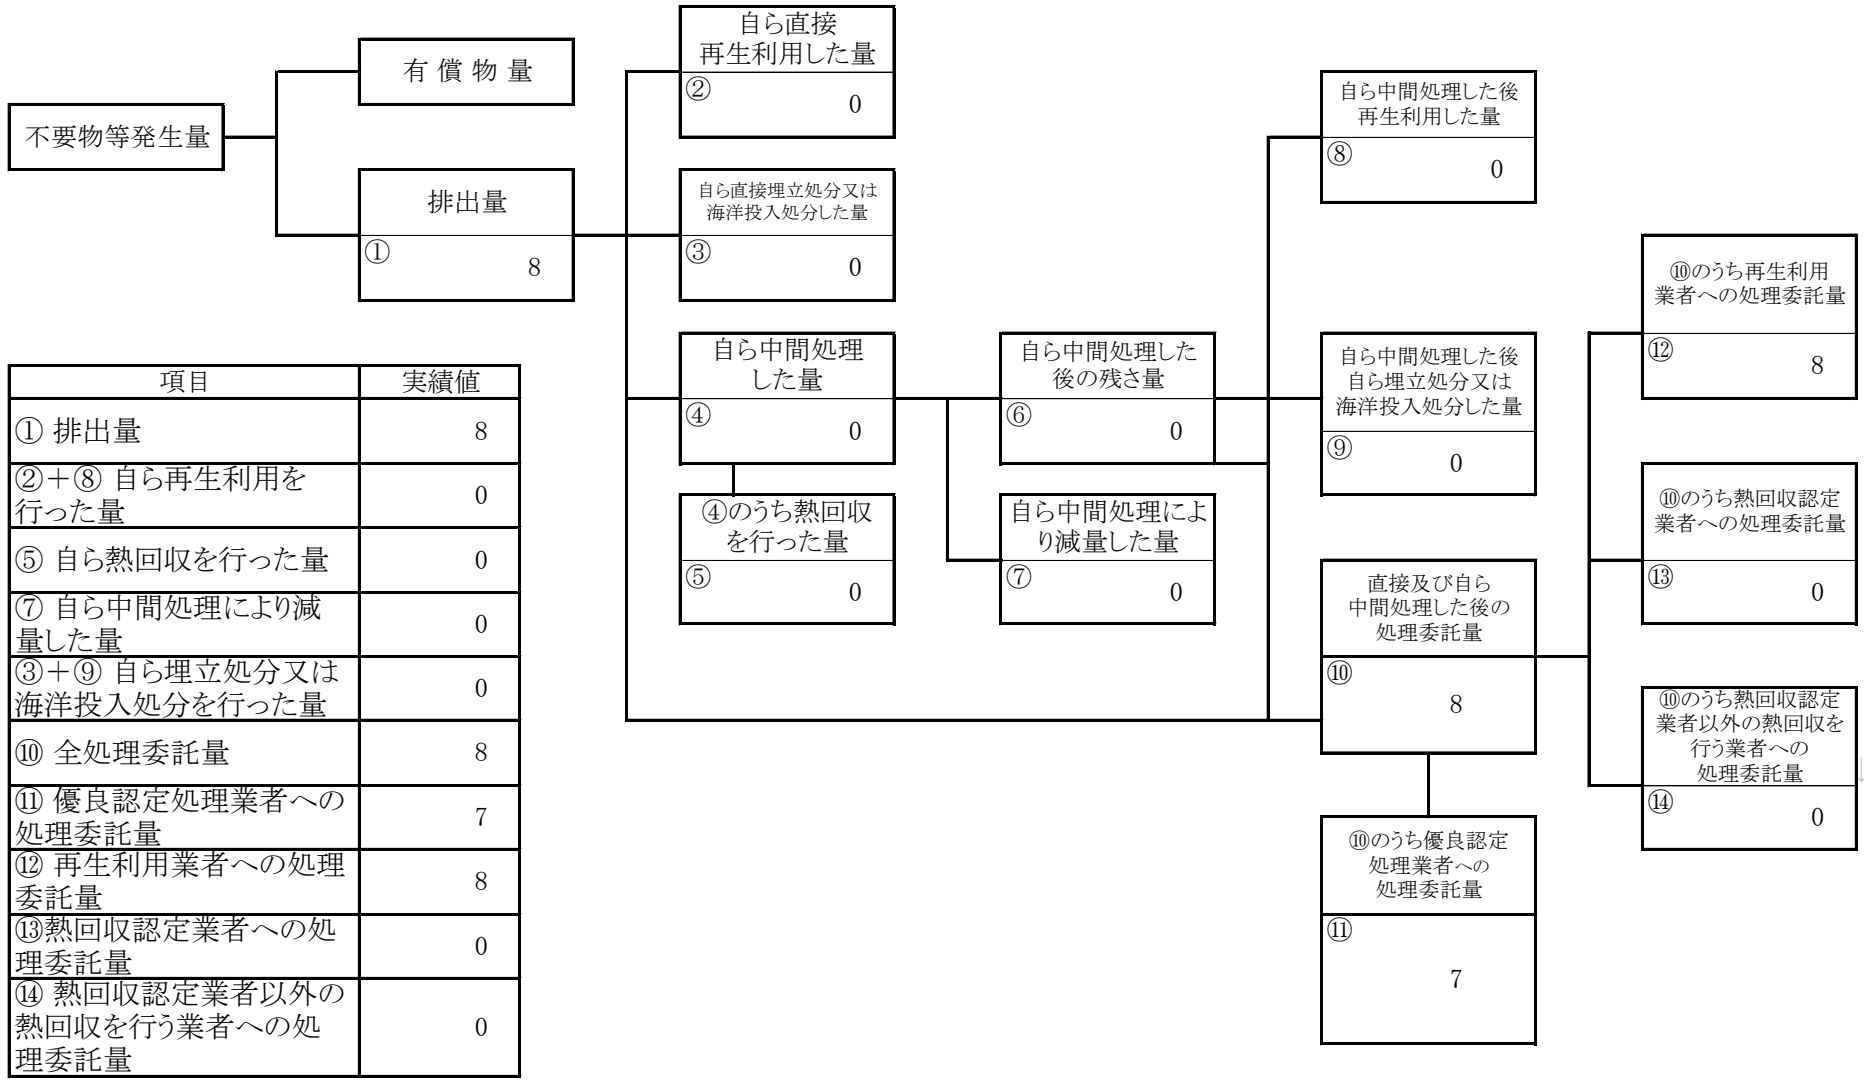 不要物等発生量
有 償 物 量
排出量
①
8
自ら直接
再生利用した量
②
0
自ら直接埋立処分又は
海洋投入処分した量
③
0
自ら中間処理
した量
④
0
④のうち熱回収
を行った量
⑤
0
自ら中間処理した
後の残さ量
⑥
0
自ら中間処理によ
り減量した量
⑦
0
自ら中間処理した後
再生利用した量
⑧
0
自ら中間処理した後
自ら埋立処分又は
海洋投入処分した量
⑨
0
直接及び自ら
中間処理した後の
処理委託量
⑩
8
⑩のうち優良認定
処理業者への
処理委託量
⑪
7
⑩のうち再生利用
業者への処理委託量
⑫
8
⑩のうち熱回収認定
業者への処理委託量
⑬
0
⑩のうち熱回収認定
業者以外の熱回収を
行う業者への
処理委託量
⑭
0
↓
項目 実績値
① 排出量 8
②＋⑧ 自ら再生利用を
行った量 0
⑤ 自ら熱回収を行った量 0
⑦ 自ら中間処理により減
量した量 0
③＋⑨ 自ら埋立処分又は
海洋投入処分を行った量 0
⑩ 全処理委託量 8
⑪ 優良認定処理業者への
処理委託量 7
⑫ 再生利用業者への処理
委託量 8
⑬熱回収認定業者への処
理委託量 0
⑭ 熱回収認定業者以外の
熱回収を行う業者への処
理委託量 0